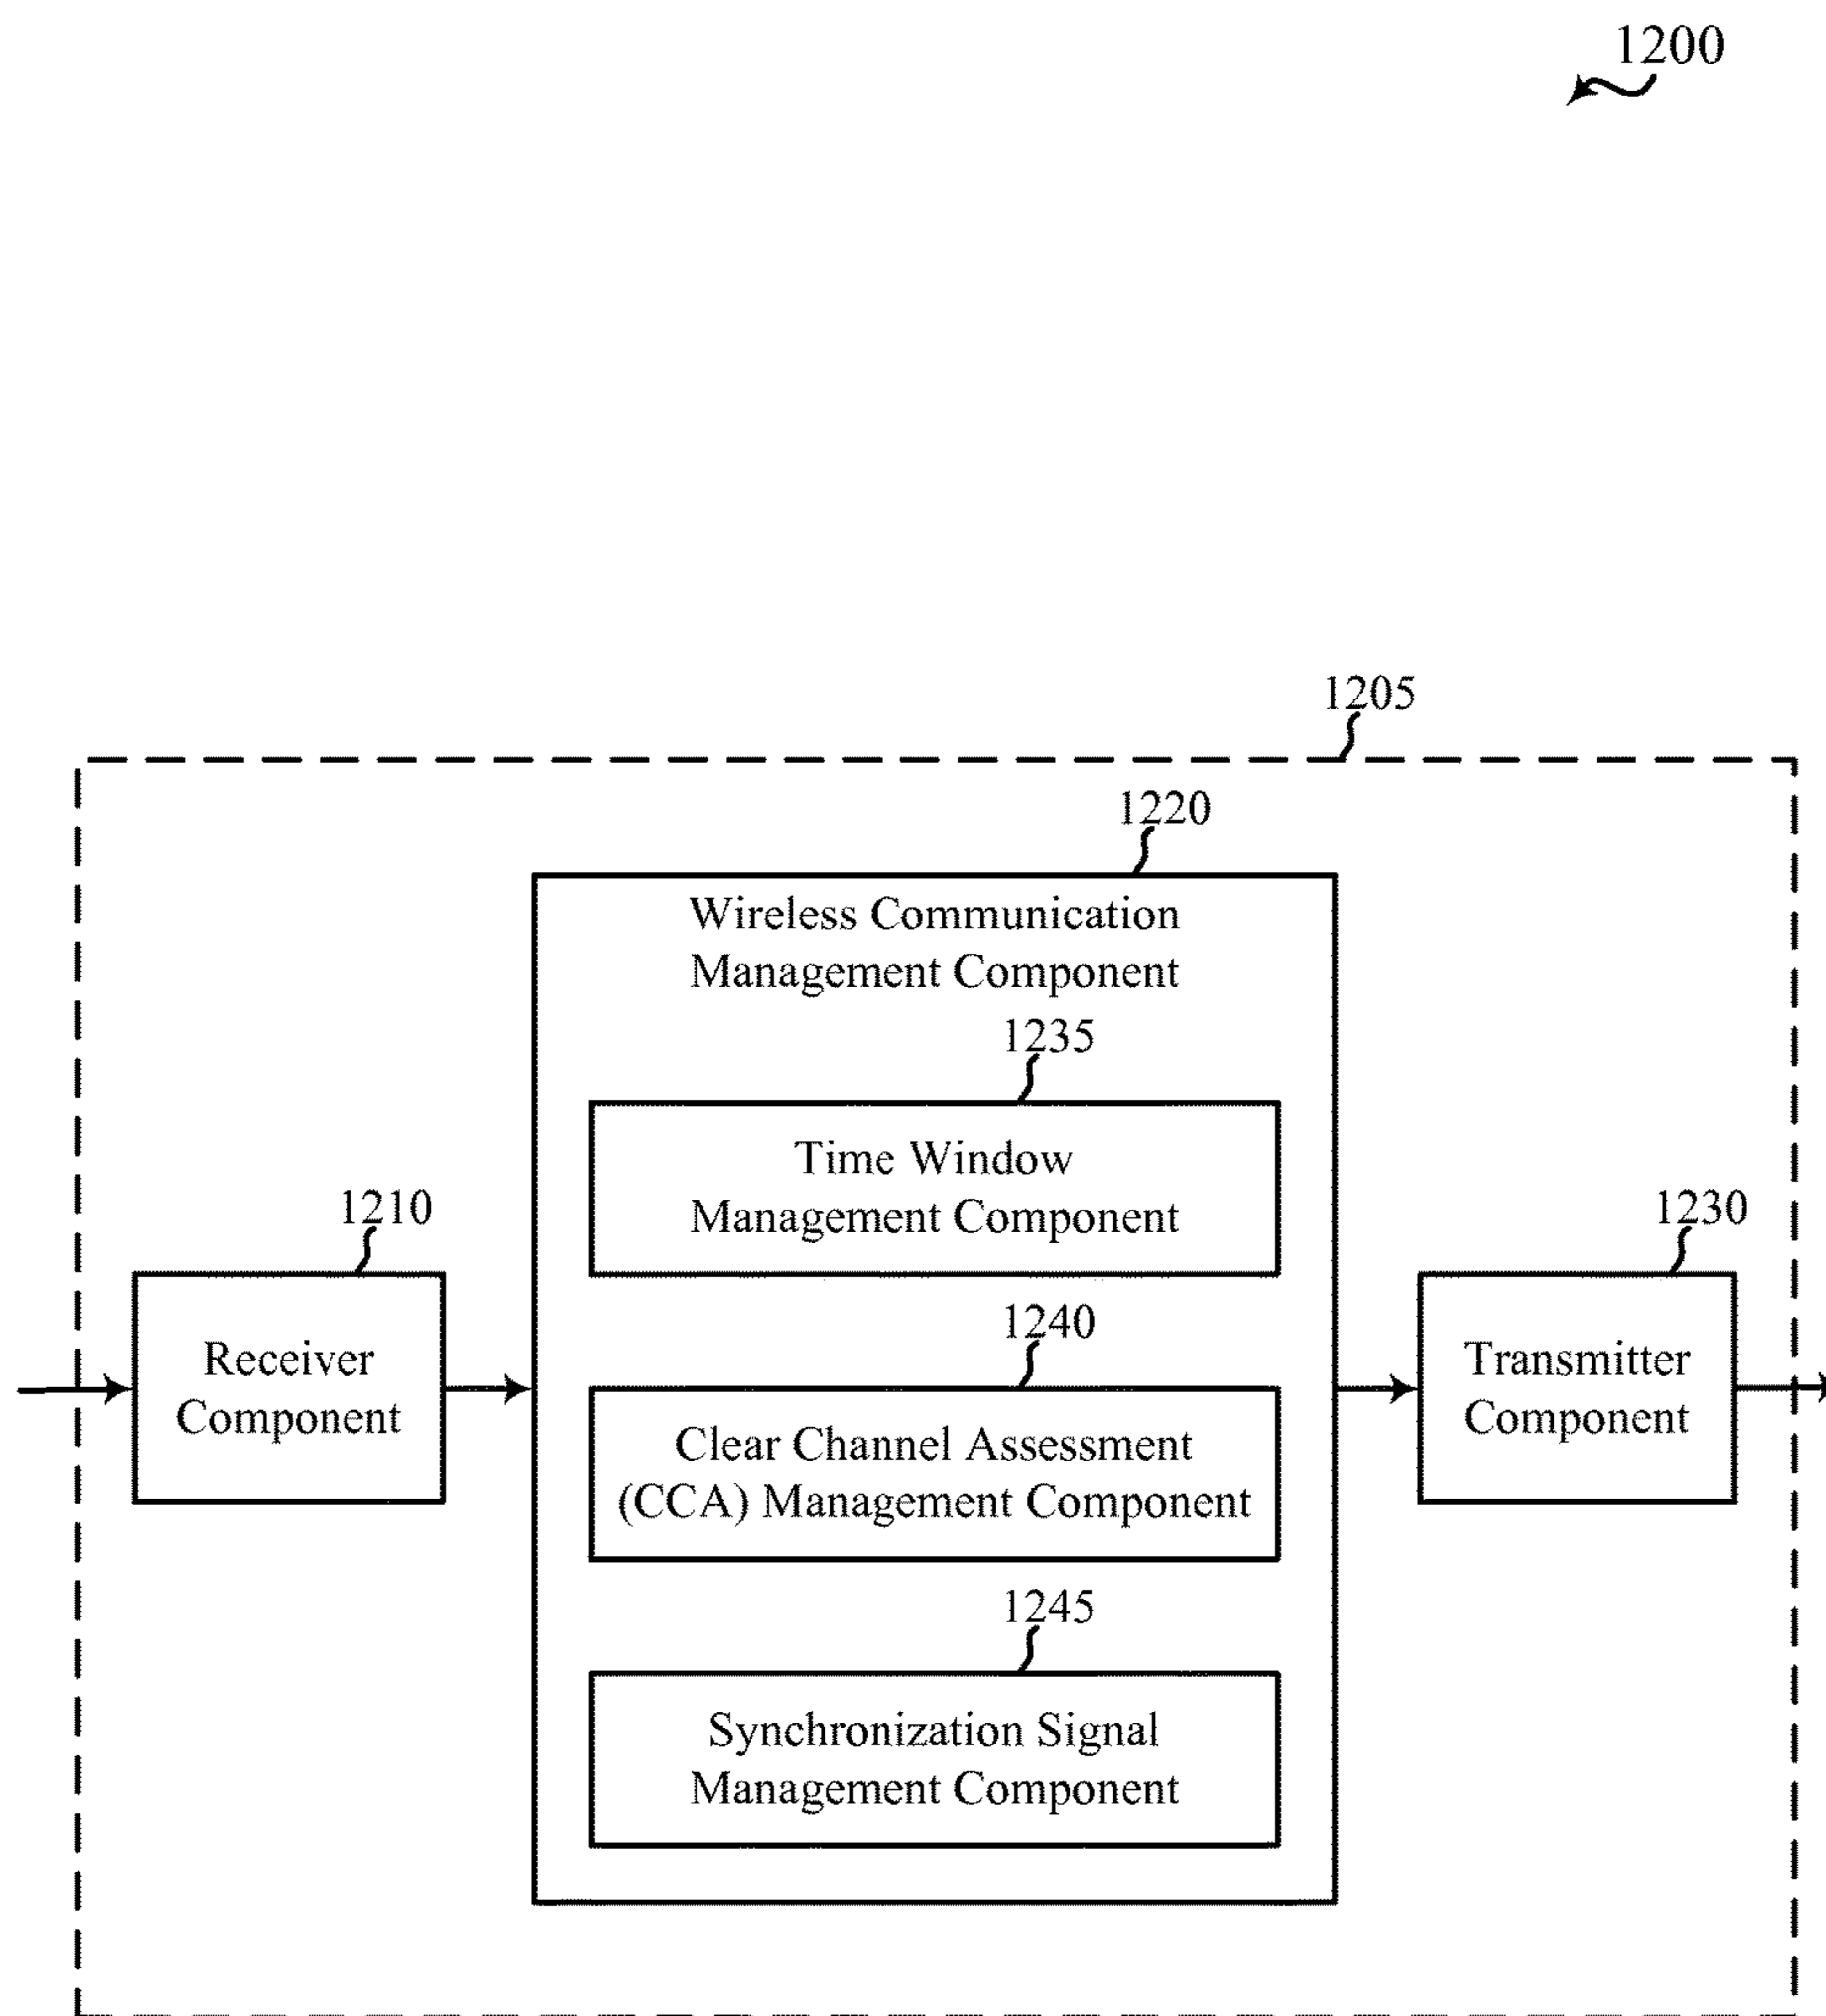 1200
1205
1220
Wireless Communication
Management Component
1235
Time Window
Management Component
1210
Receiver
Component
1240
Clear Channel Assessment
(CCA) Management Component
1230
Transmitter
Component
1245
Synchronization Signal
Management Component